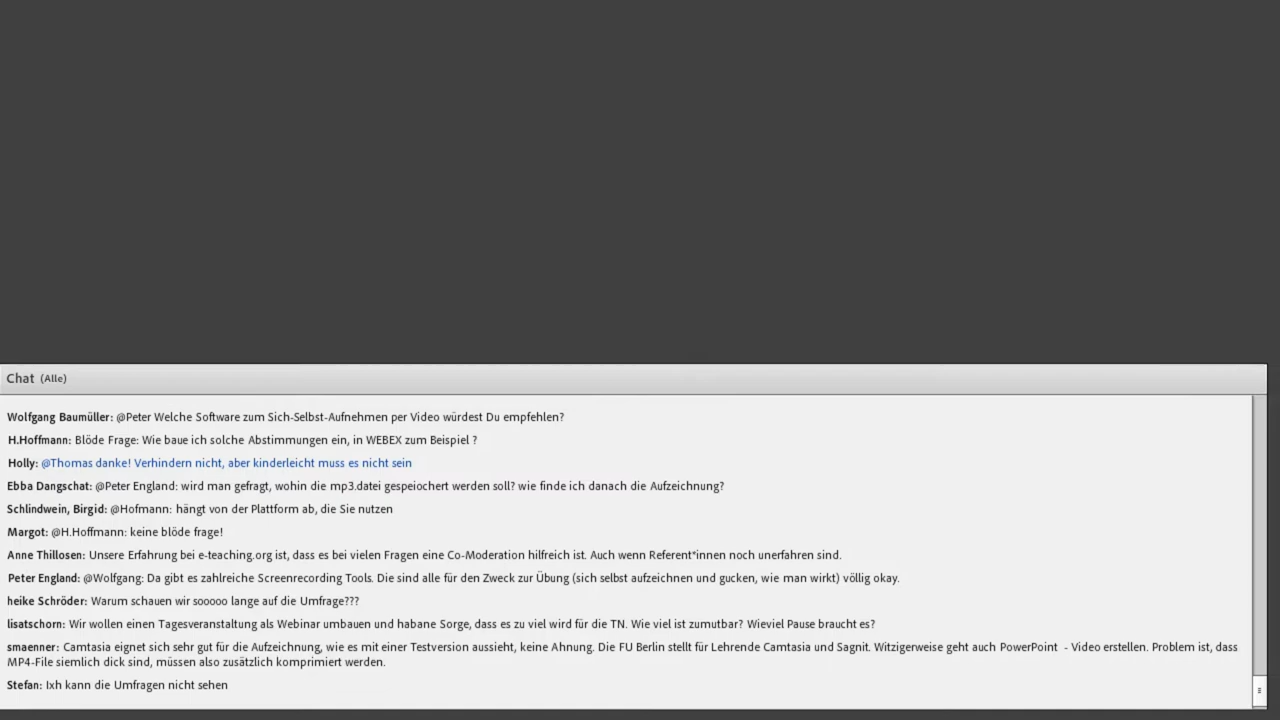 Chat (Alle)
Wolfgang Baumüller: @Peter Welche Software zum Sich-Selbst-Aufnehmen per Video würdest Du empfehlen?
H.Hoffmann: Blöde Frage: Wie baue ich solche Abstimmungen ein, in WEBEX zum Beispiel ?
Holly: @Thomas danke! Verhindern nicht, aber kinderleicht muss es nicht sein
Ebba Dangschat: @Peter England: wird man gefragt, wohin die mp3.datei gespeiochert werden soll? wie finde ich danach die Aufzeichnung?
Schlindwein, Birgid: @Hofmann: hängt von der Plattform ab, die Sie nutzen
Margot: @H.Hoffmann: keine blöde frage!
Anne Thillosen: Unsere Erfahrung bei e-teaching.org ist, dass es bei vielen Fragen eine Co-Moderation hilfreich ist. Auch wenn Referent*innen noch unerfahren sind.
Peter England: @Wolfgang: Da gibt es zahlreiche Screenrecording Tools. Die sind alle für den Zweck zur Übung (sich selbst aufzeichnen und gucken, wie man wirkt) völlig okay.
heike Schröder: Warum schauen wir sooooo lange auf die Umfrage???
lisatschorn: Wir wollen einen Tagesveranstaltung als Webinar umbauen und habane Sorge, dass es zu viel wird für die TN. Wie viel ist zumutbar? Wieviel Pause braucht es?
smaenner: Camtasia eignet sich sehr gut für die Aufzeichnung, wie es mit einer Testversion aussieht, keine Ahnung. Die FU Berlin stellt für Lehrende Camtasia und Sagnit. Witzigerweise geht auch PowerPoint - Video erstellen. Problem ist, dass
MP4-File siemlich dick sind, müssen also zusätzlich komprimiert werden.
Stefan: Ixh kann die Umfragen nicht sehen